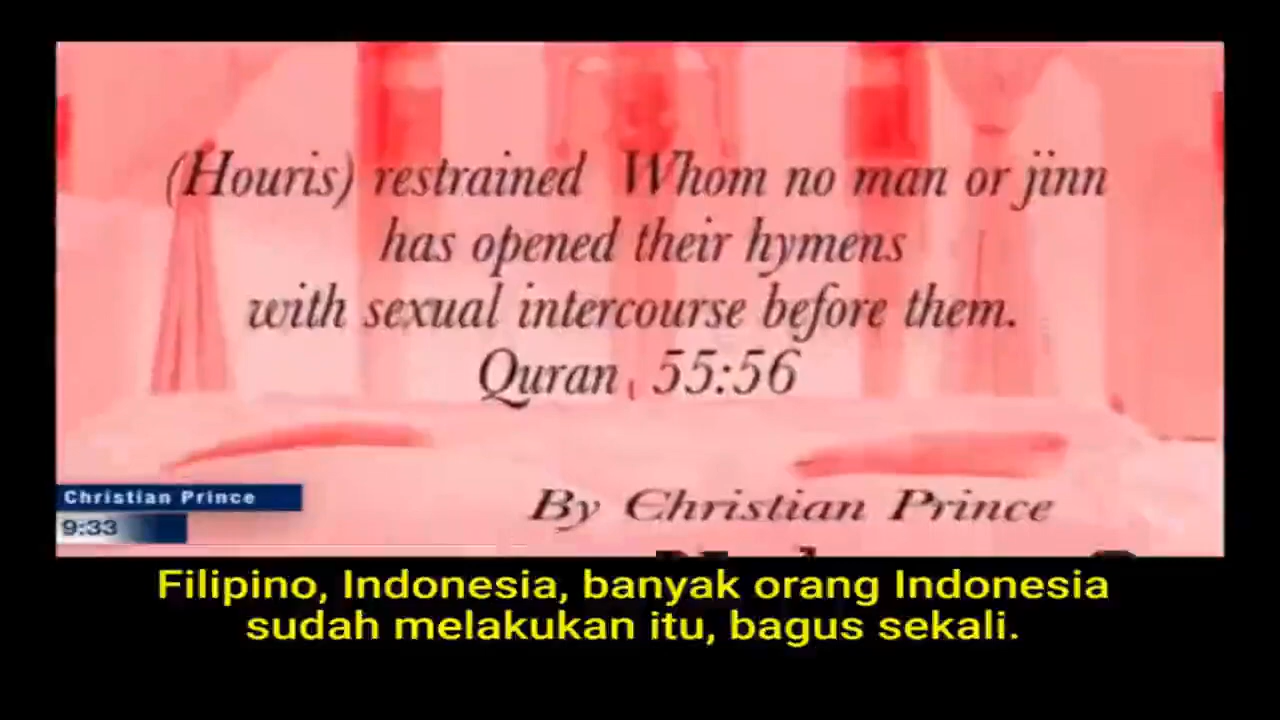 (Houris) restrained Whom no man or jinn
has opened their hymens
with sexual intercourse before them.
Quran 55:56
Christian Prince
9:33
By Christian Prince
Filipino, Indonesia, banyak orang Indonesia
sudah melakukan itu, bagus sekali.